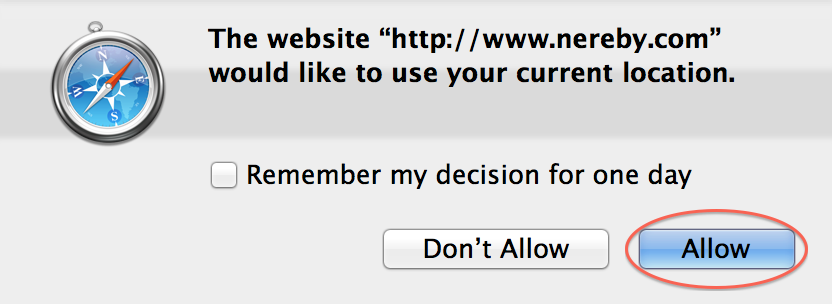 The website “http://www.nereby.com”
would like to use your current location.
N
E
S
W
Remember my decision for one day
Don’t Allow
Allow